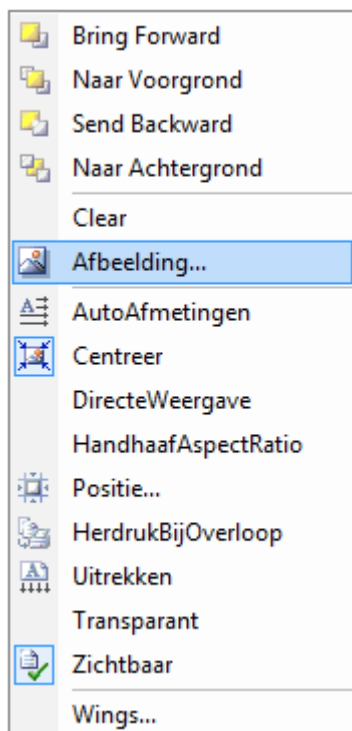 Bring Forward
Naar Voorgrond
Send Backward
Naar Achtergrond
Clear
Afbeelding...
AutoAfmetingen
Centreer
DirecteWeergave
HandhaafAspectRatio
Positie...
HerdrukBijOverloop
Uitrekken
Transparant
Zichtbaar
Wings...